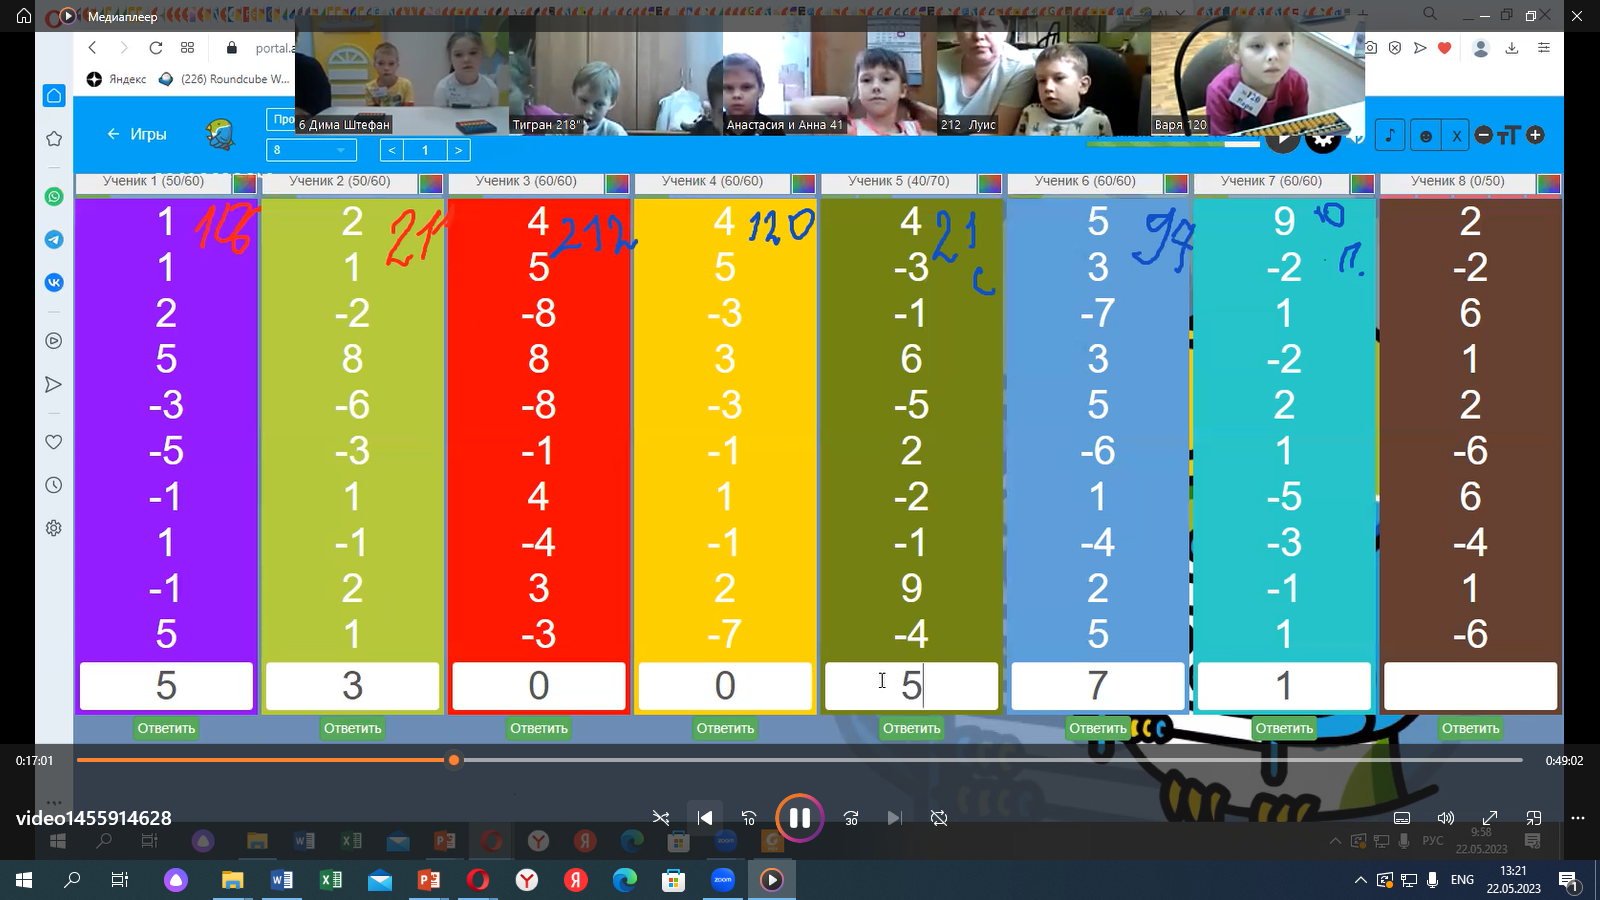 Медиаплеер
portal.a
Яндекс
(226) Roundcube W...
Игры
Про
8
< 1 >
6 Дима Штефан
Тигран 218"
Анастасия и Анна 41
212 Луис
Варя 120
X
Ученик 1 (50/60)
Ученик 2 (50/60)
Ученик 3 (60/60)
Ученик 4 (60/60)
Ученик 5 (40/70)
Ученик 6 (60/60)
Ученик 7 (60/60)
Ученик 8 (0/50)
1 2 4 4 4 5 9 2
212 120 21 97 ю
1 1 5 5 -3 3 -2 -2
с п.
2 -2 -8 -3 -1 -7 1 6
5 8 8 3 6 3 -2 1
-3 -6 -8 -3 -5 5 2 2
-5 -3 -1 -1 2 -6 1 -6
-1 1 4 1 -2 1 -5 6
1 -1 -4 -1 -1 -4 -3 -4
-1 2 3 2 9 2 -1 1
5 1 -3 -7 -4 5 1 -6
5 3 0 0 5 7 1
Ответить Ответить Ответить Ответить Ответить Ответить Ответить Ответить
0:17:01
0:49:02
video1455914628
10
30
РУС
9:58
22.05.2023
ENG
13:21
22.05.2023
1